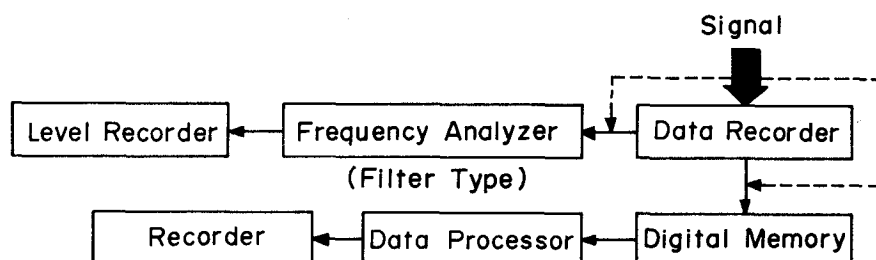 Signal
Level Recorder
Frequency Analyzer
Data Recorder
(Filter Type)
Recorder
Data Processor
Digital Memory